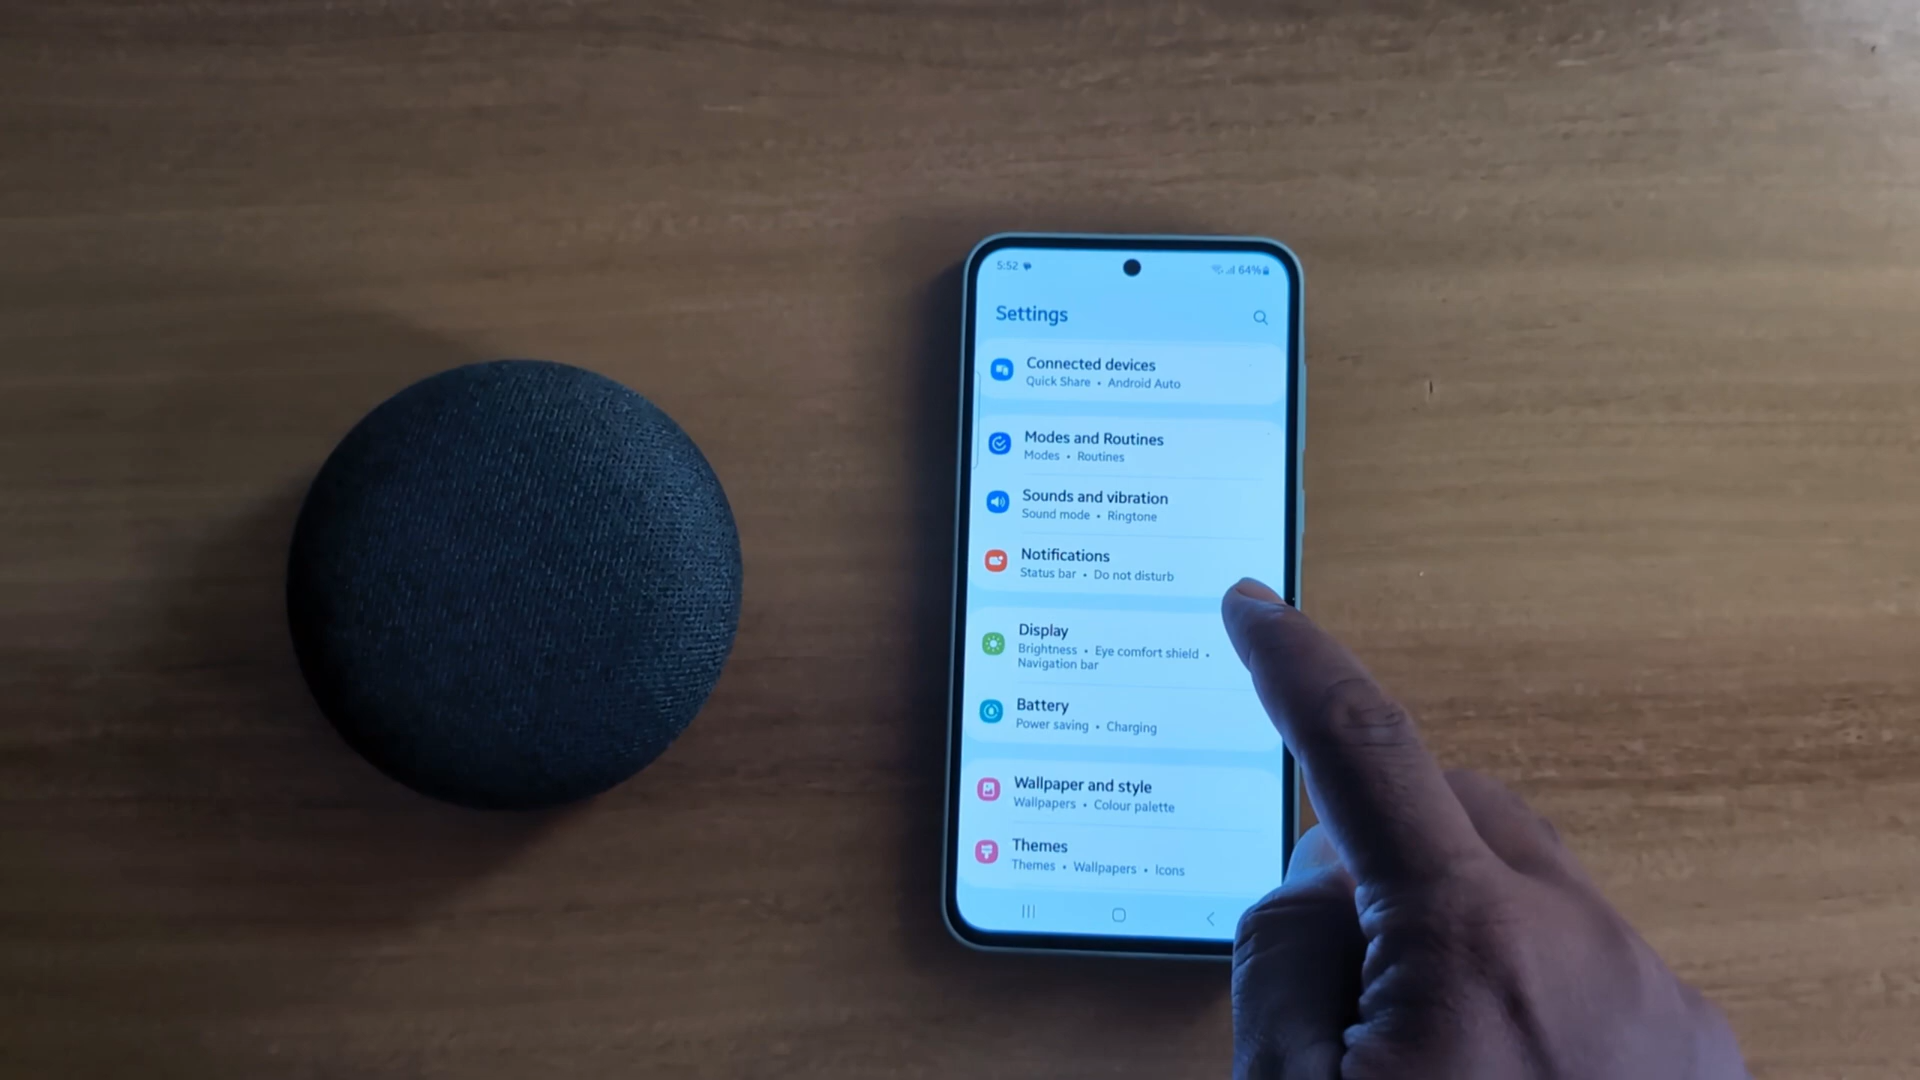 5:52
64%
Settings
Connected devices
Quick Share • Android Auto
Modes and Routines
Modes • Routines
Sounds and vibration
Sound mode • Ringtone
Notifications
Status bar • Do not disturb
Display
Brightness • Eye comfort shield •
Navigation bar
Battery
Power saving • Charging
Wallpaper and style
Wallpapers • Colour palette
Themes
Themes • Wallpapers • Icons